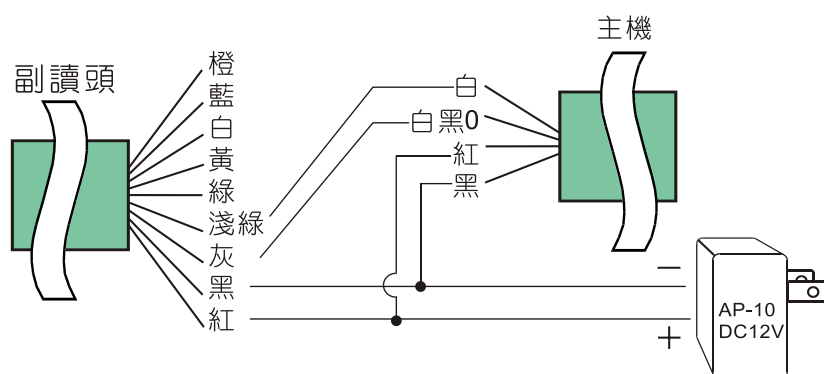 主機
副讀頭
橙
藍
白
黃
綠
淺綠
灰
黑
紅
白
白黑0
紅
黑
−
+
AP-10
DC12V